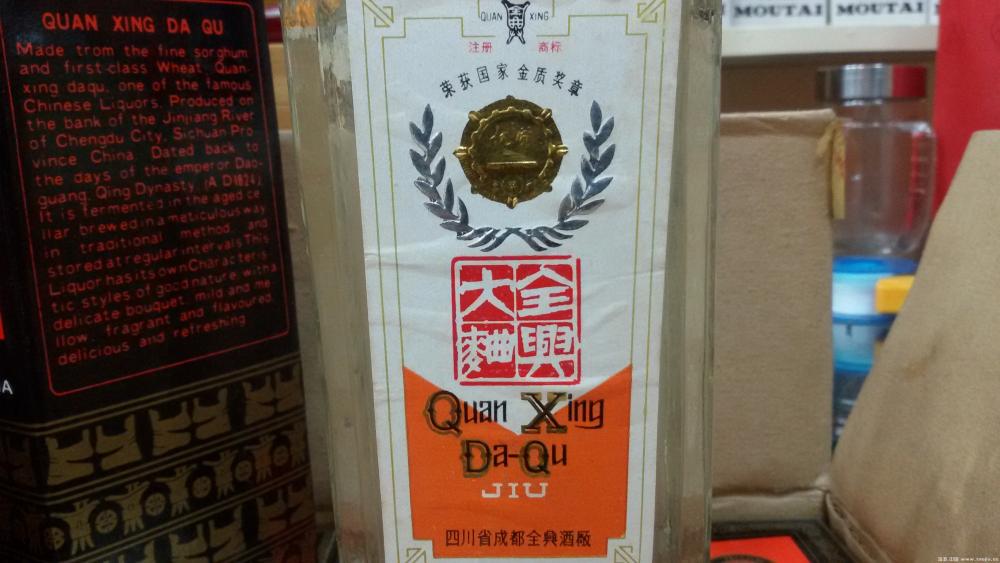 QUAN XING DA QU
Made trom the fine sorghum
and first-class Wheat, Quan-
xing daqu, one of the famous
Chinese Liquors. Produced on
the bank of the Jinjiang River
of Chengdu City, Sichuan Pro
vince China. Dated back to
the days of the emperor Dao-
guang, Qing Dynasty. (A D1824).
It is fermented in the aged ce
llar, brewed in a meticulous way
in traditional method and
stored at regular intervals This
Liquor has its own Characteris
tic styles of good nature with a
delicate bouquet, mild and me
llow, fragrant and flavoured
delicious and refreshing
QUAN XING
注册 商标
荣获国家金质奖章
全興
大麯
Quan Xing
Da-Qu
JIU
四川省成都全興酒厰
MOUTAI MOUTAI